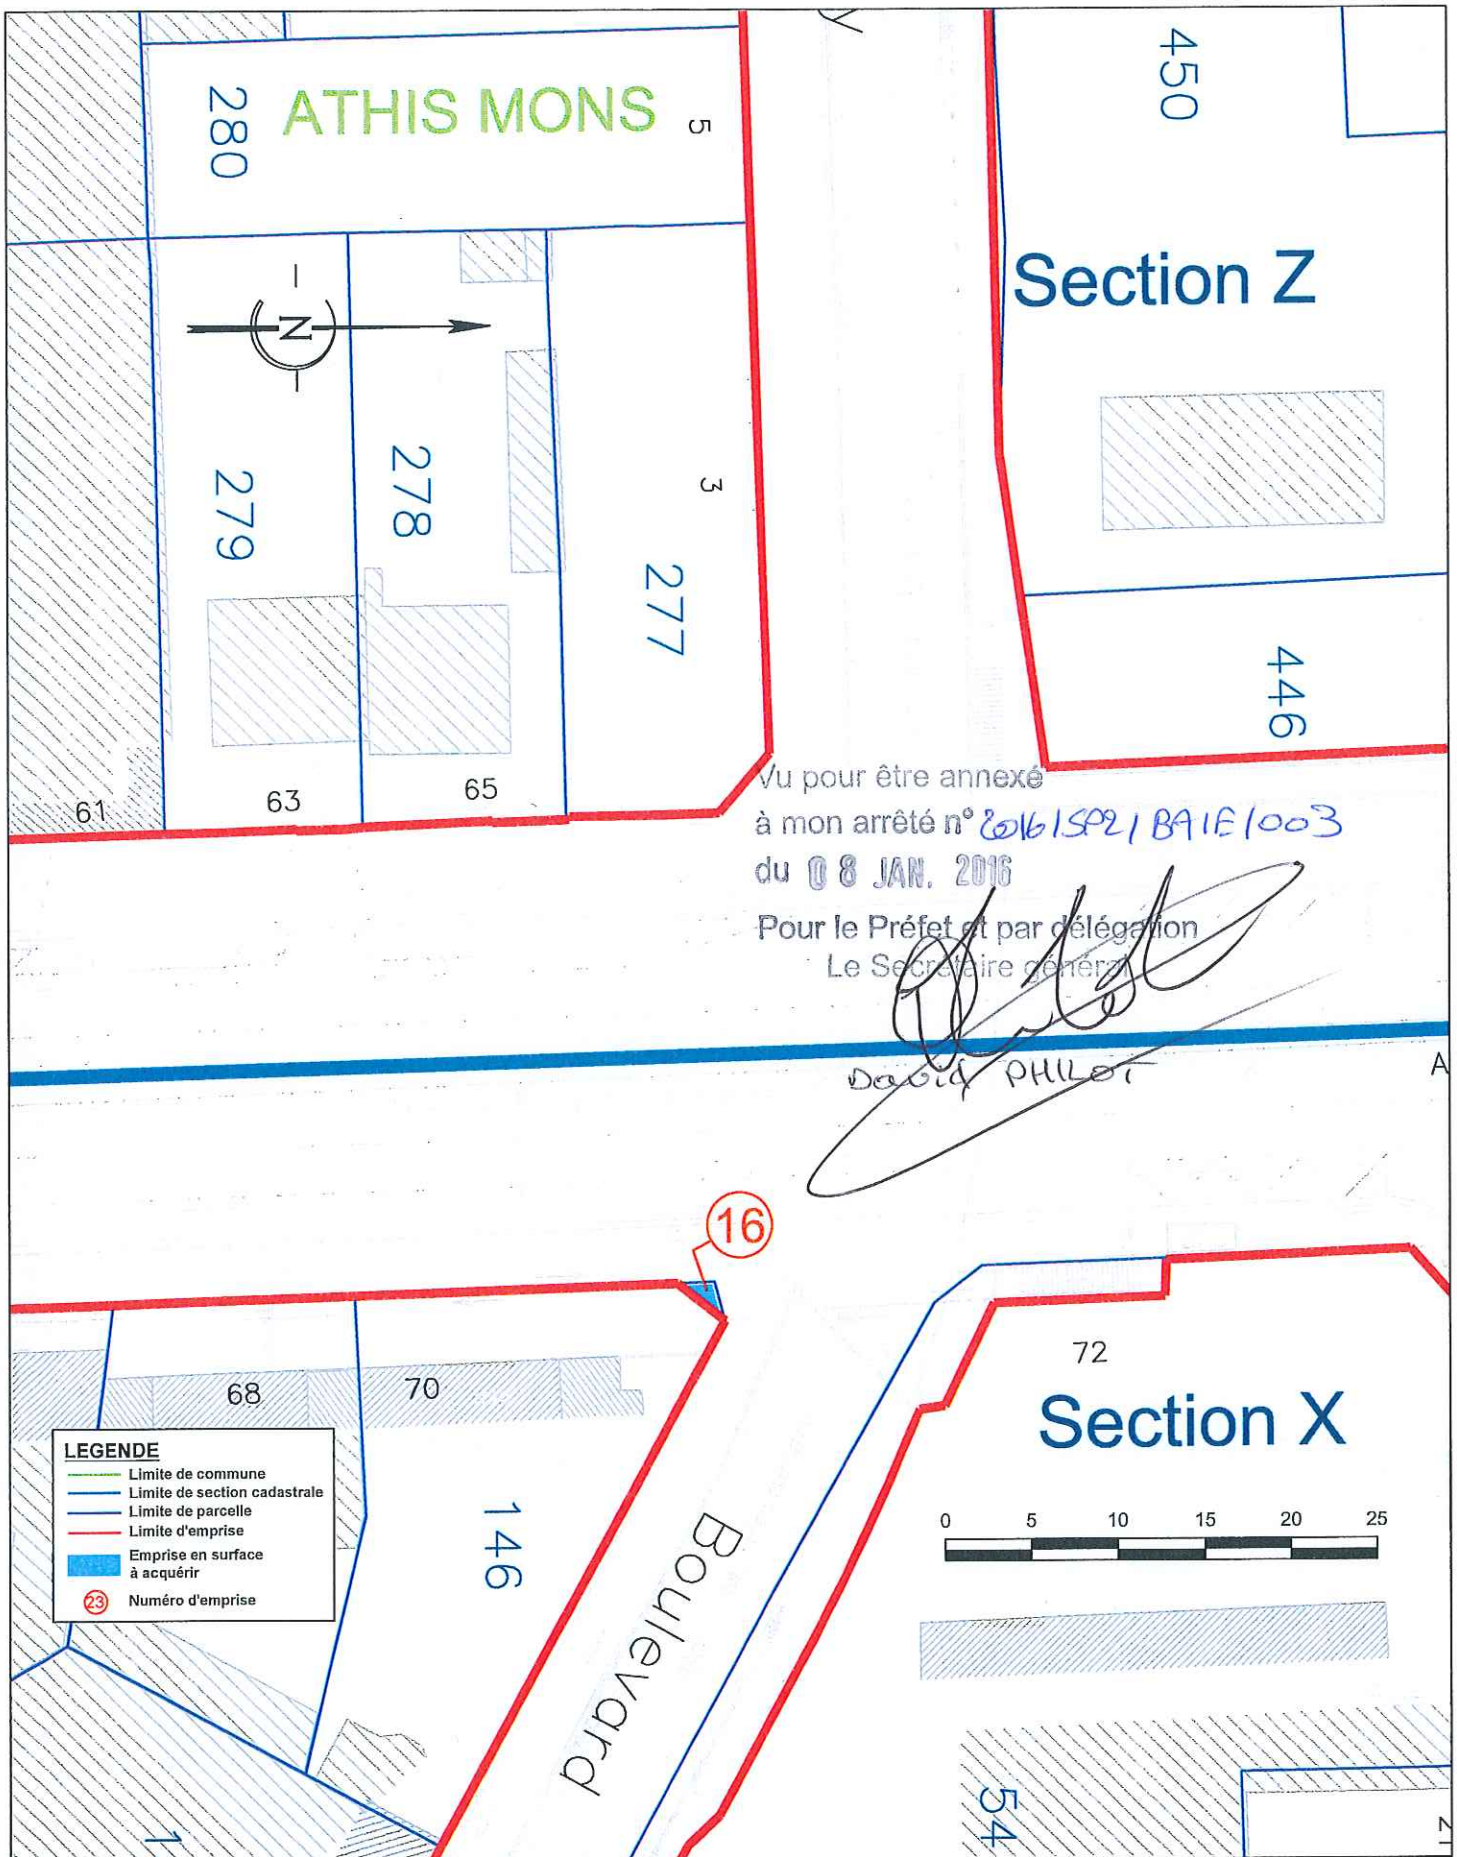 y
450
280
ATHIS MONS
5
Section Z
N
279
278
3
277
446
61
63
65
Vu pour être annexé
à mon arrêté n° 2016/SP2/BAIE/003
du 08 JAN. 2016
Pour le Préfet et par délégation
Le Secrétaire général
David PHILOT
A
16
68
70
72
Section X
LEGENDE
Limite de commune
Limite de section cadastrale
Limite de parcelle
Limite d'emprise
Emprise en surface
à acquérir
23 Numéro d'emprise
146
Boulevard
0 5 10 15 20 25
54
1